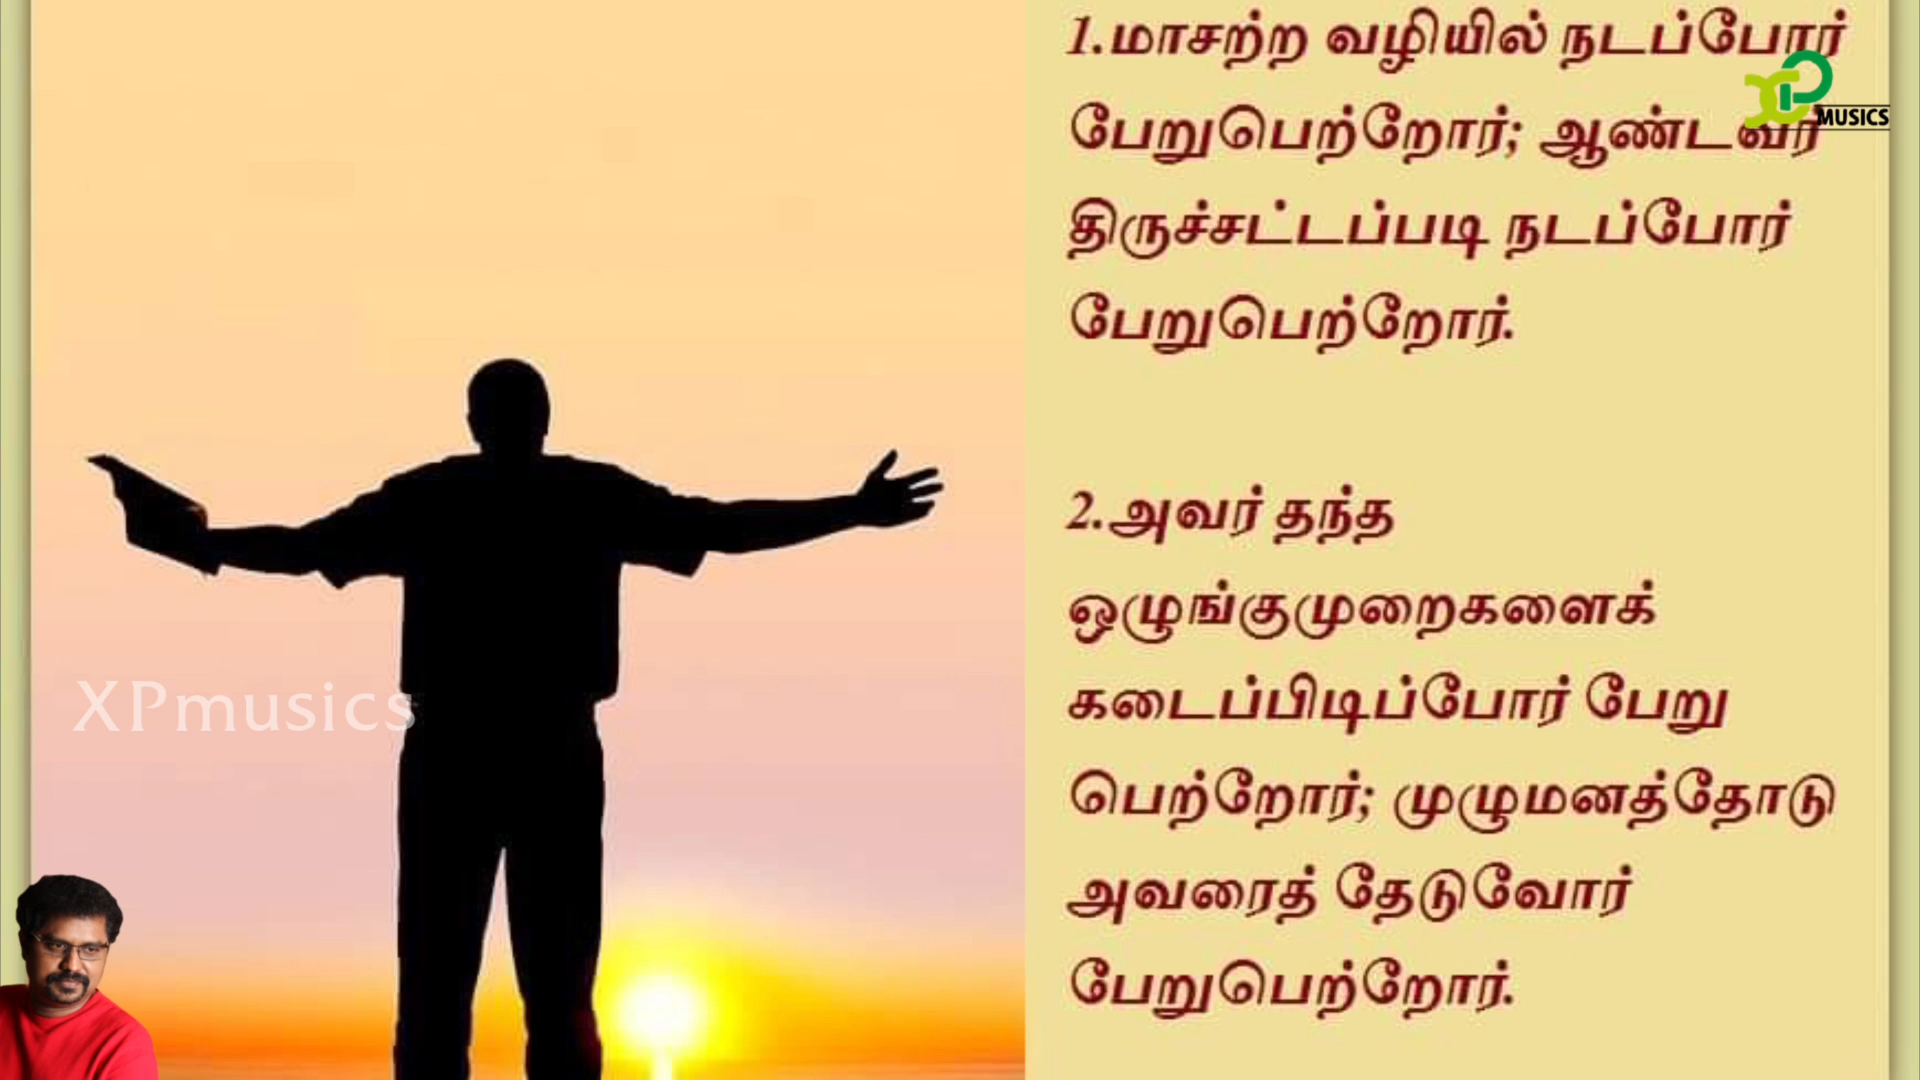 1.மாசற்ற வழியில் நடப்போர்
பேறுபெற்றோர்; ஆண்டவர்
திருச்சட்டப்படி நடப்போர்
பேறுபெற்றோர்.
2.அவர் தந்த
ஒழுங்குமுறைகளைக்
கடைப்பிடிப்போர் பேறு
பெற்றோர்; முழுமனத்தோடு
அவரைத் தேடுவோர்
பேறுபெற்றோர்.
XP MUSICS
XPmusics